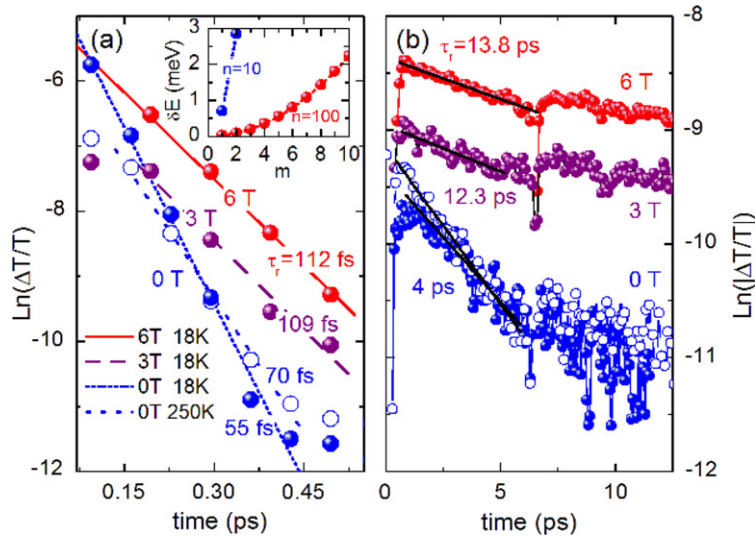 (a)
δE (meV)
3
2
1
0
n=10
n=100
0 2 4 6 8 10
m
Ln(ΔT/T)
-6
-8
-10
-12
6 T
3 T
0 T
τr=112 fs
109 fs
70 fs
55 fs
6T 18K
3T 18K
0T 18K
0T 250K
0.15 0.30 0.45
time (ps)
(b)
τr=13.8 ps
6 T
12.3 ps
3 T
0 T
4 ps
-8
-9
-10
-11
-12
Ln(|ΔT/T|)
0 5 10
time (ps)